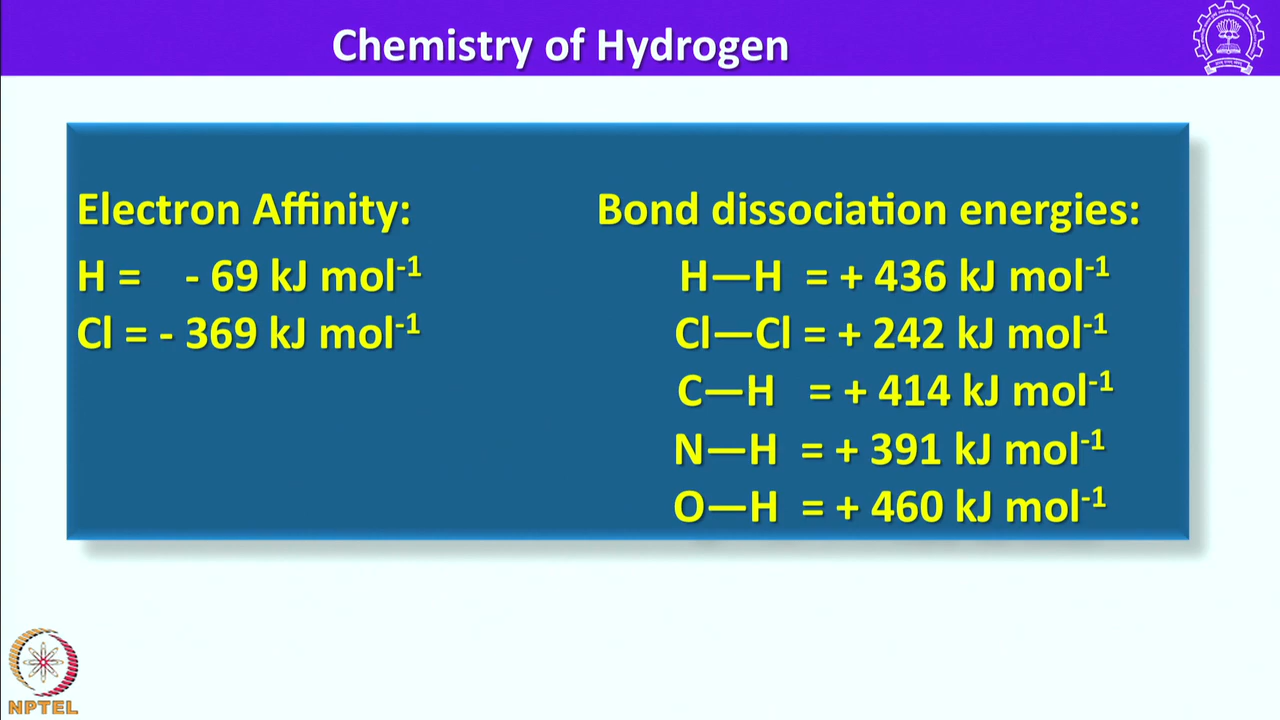 Chemistry of Hydrogen
Electron Affinity:
H = - 69 kJ mol⁻¹
Cl = - 369 kJ mol⁻¹
Bond dissociation energies:
H—H = + 436 kJ mol⁻¹
Cl—Cl = + 242 kJ mol⁻¹
C—H = + 414 kJ mol⁻¹
N—H = + 391 kJ mol⁻¹
O—H = + 460 kJ mol⁻¹
NPTEL